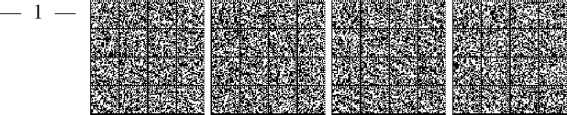 — 1 —